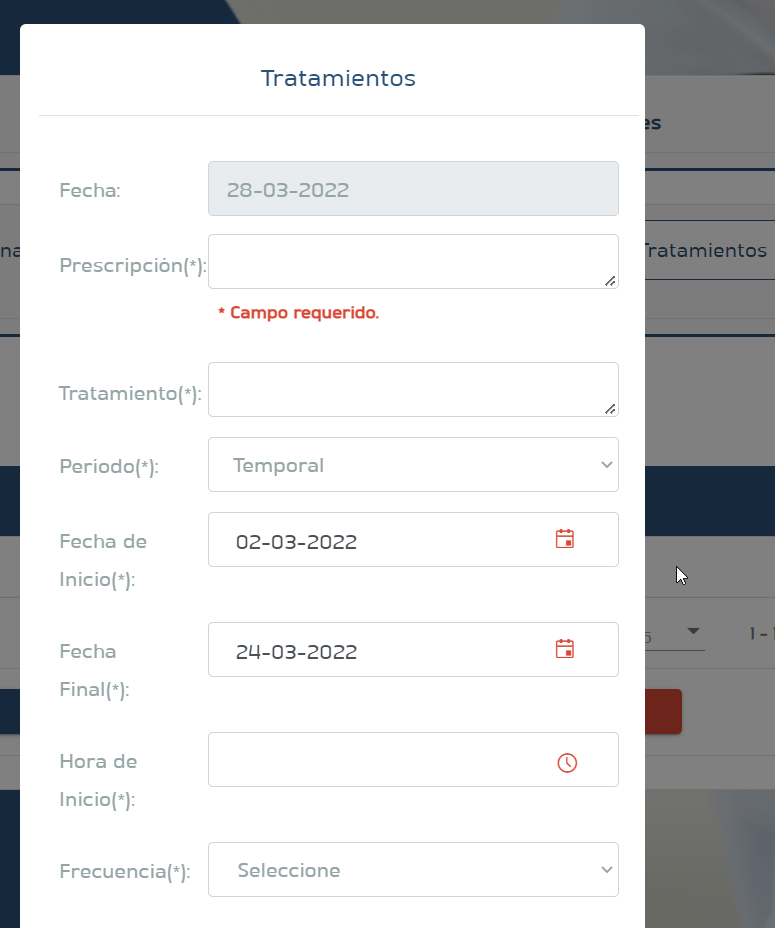 Tratamientos
es
Fecha:
28-03-2022
na
Tratamientos
Prescripción(*):
* Campo requerido.
Tratamiento(*):
Periodo(*):
Temporal
Fecha de
Inicio(*):
02-03-2022
5
1 -
Fecha
Final(*):
24-03-2022
Hora de
Inicio(*):
Frecuencia(*):
Seleccione